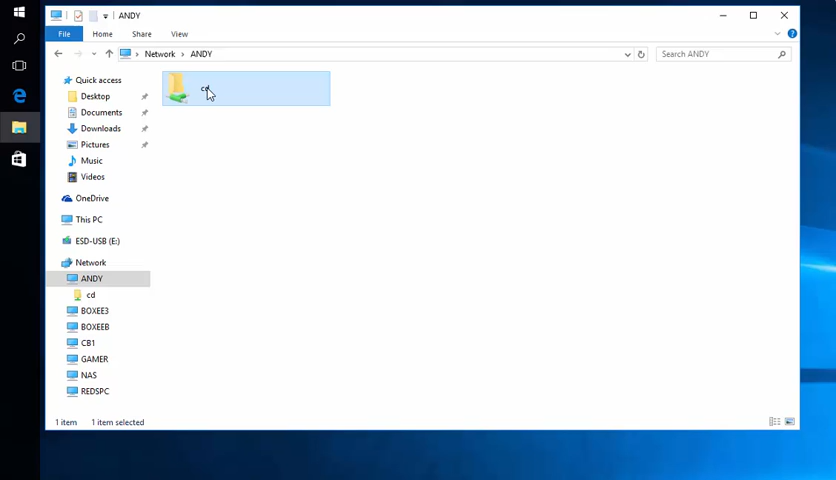 ANDY
File Home Share View
Network ANDY Search ANDY
Quick access
Desktop
Documents
Downloads
Pictures
Music
Videos
OneDrive
This PC
ESD-USB (E:)
Network
ANDY
cd
BOXEE3
BOXEEB
CB1
GAMER
NAS
REDSPC
cd
1 item 1 item selected